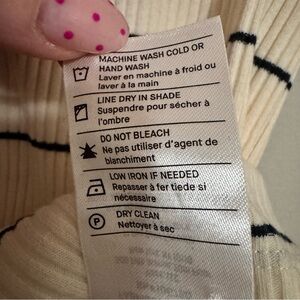 MACHINE WASH COLD OR
HAND WASH
Laver en machine à froid ou
laver à la main
LINE DRY IN SHADE
Suspendre pour sécher à
l'ombre
DO NOT BLEACH
Ne pas utiliser d'agent de
blanchiment
LOW IRON IF NEEDED
Repasser à fer tiede si
nécessaire
P
DRY CLEAN
Nettoyer à sec